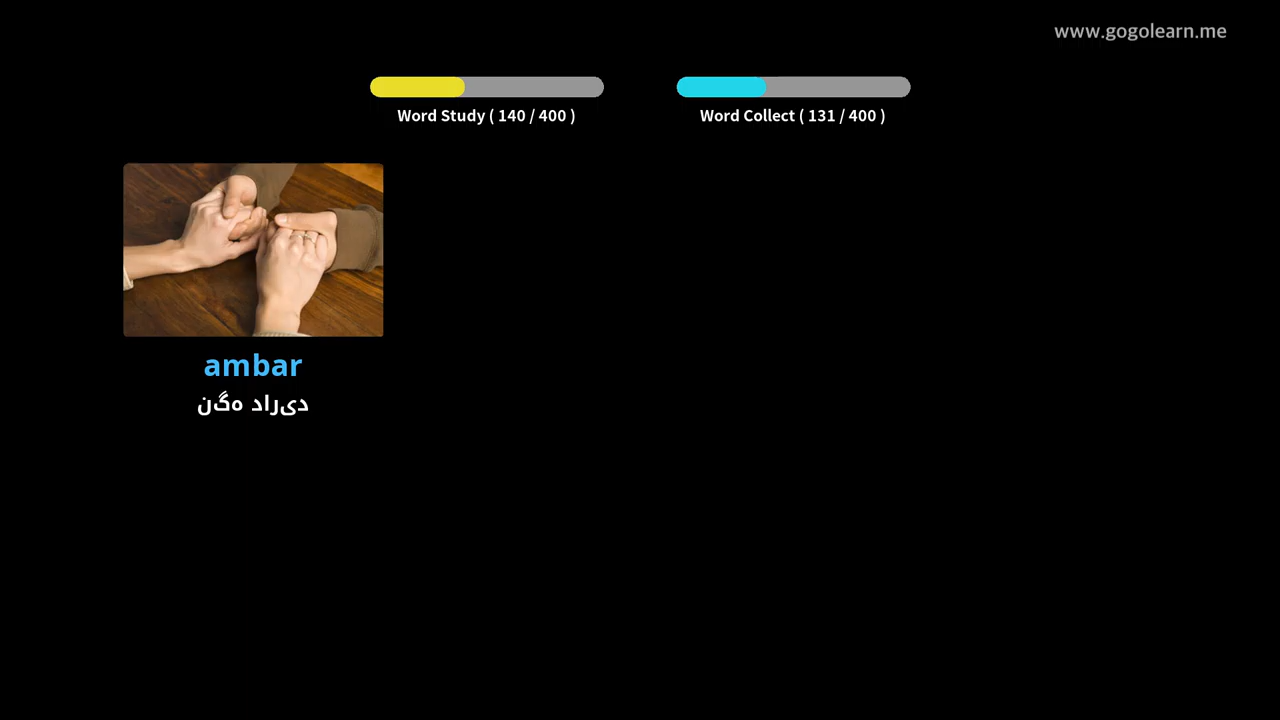 www.gogolearn.me
Word Study ( 140 / 400 )
Word Collect ( 131 / 400 )
ambar
دیراد هگن